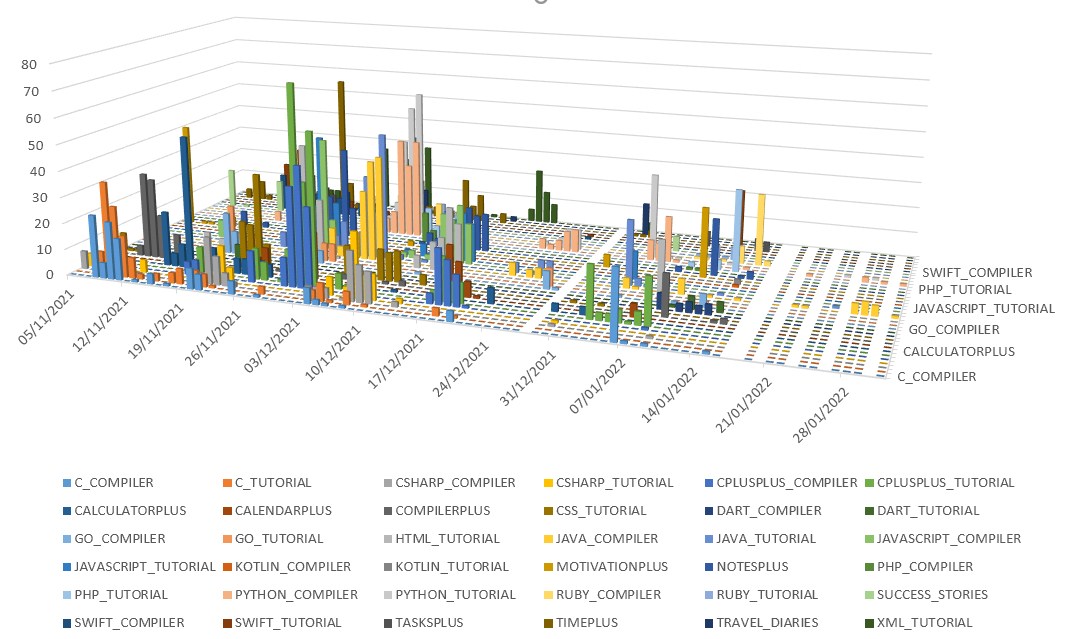 80
70
60
50
40
30
20
10
0
SWIFT_COMPILER
PHP_TUTORIAL
JAVASCRIPT_TUTORIAL
GO_COMPILER
CALCULATORPLUS
C_COMPILER
05/11/2021
12/11/2021
19/11/2021
26/11/2021
03/12/2021
10/12/2021
17/12/2021
24/12/2021
31/12/2021
07/01/2022
14/01/2022
21/01/2022
28/01/2022
C_COMPILER C_TUTORIAL CSHARP_COMPILER CSHARP_TUTORIAL CPLUSPLUS_COMPILER CPLUSPLUS_TUTORIAL
CALCULATORPLUS CALENDARPLUS COMPILERPLUS CSS_TUTORIAL DART_COMPILER DART_TUTORIAL
GO_COMPILER GO_TUTORIAL HTML_TUTORIAL JAVA_COMPILER JAVA_TUTORIAL JAVASCRIPT_COMPILER
JAVASCRIPT_TUTORIAL KOTLIN_COMPILER KOTLIN_TUTORIAL MOTIVATIONPLUS NOTESPLUS PHP_COMPILER
PHP_TUTORIAL PYTHON_COMPILER PYTHON_TUTORIAL RUBY_COMPILER RUBY_TUTORIAL SUCCESS_STORIES
SWIFT_COMPILER SWIFT_TUTORIAL TASKSPLUS TIMEPLUS TRAVEL_DIARIES XML_TUTORIAL